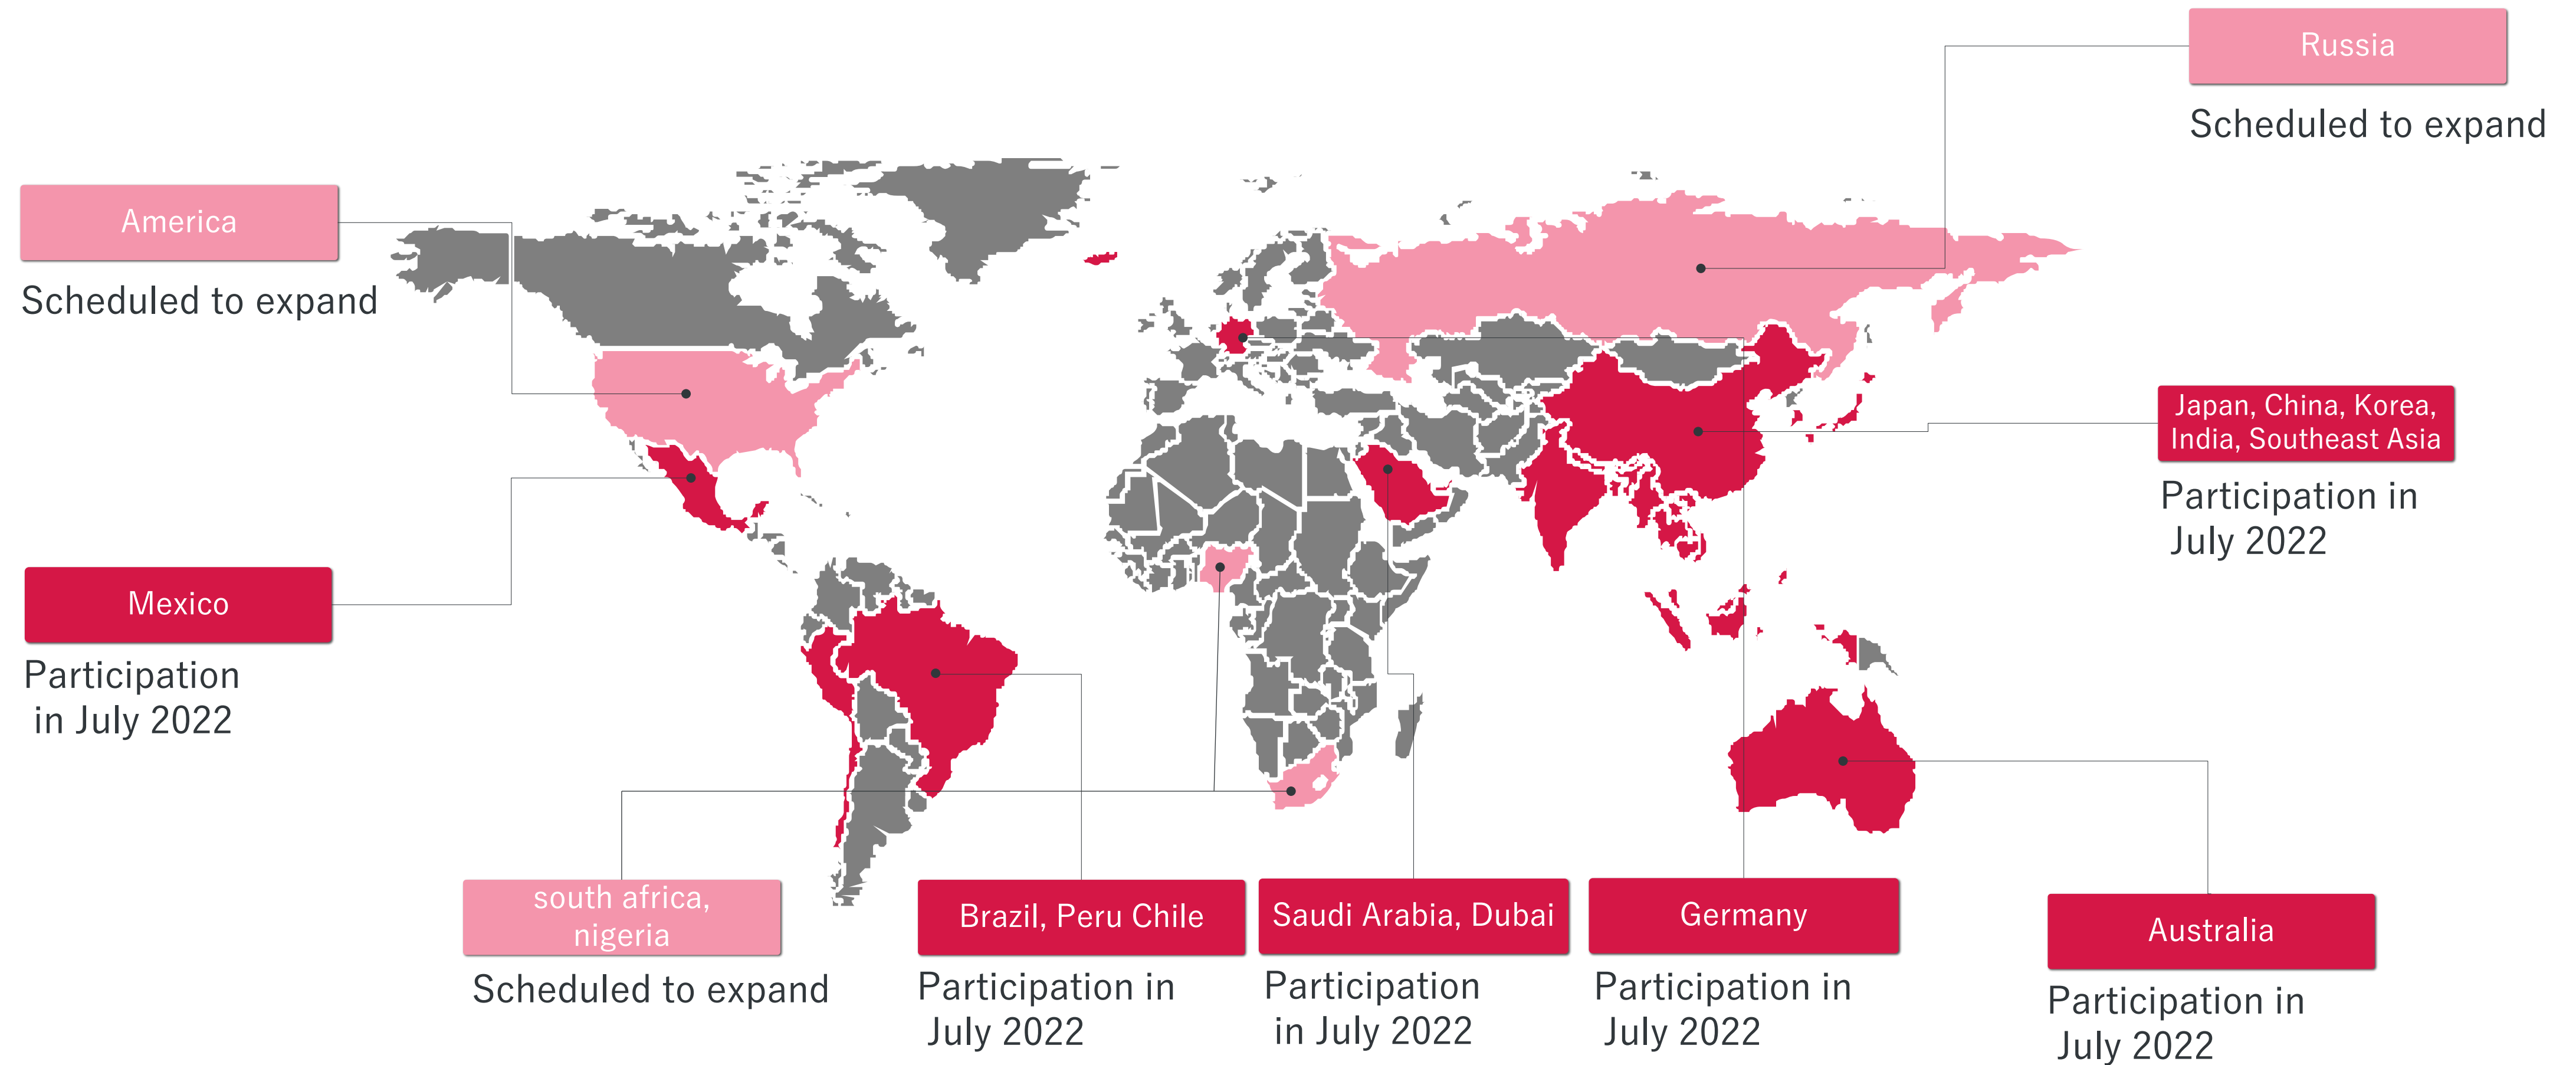 Russia
Scheduled to expand
America
Scheduled to expand
Japan, China, Korea,
India, Southeast Asia
Participation in
July 2022
Mexico
Participation
in July 2022
south africa,
nigeria
Scheduled to expand
Brazil, Peru Chile
Participation in
July 2022
Saudi Arabia, Dubai
Participation
in July 2022
Germany
Participation in
July 2022
Australia
Participation in
July 2022